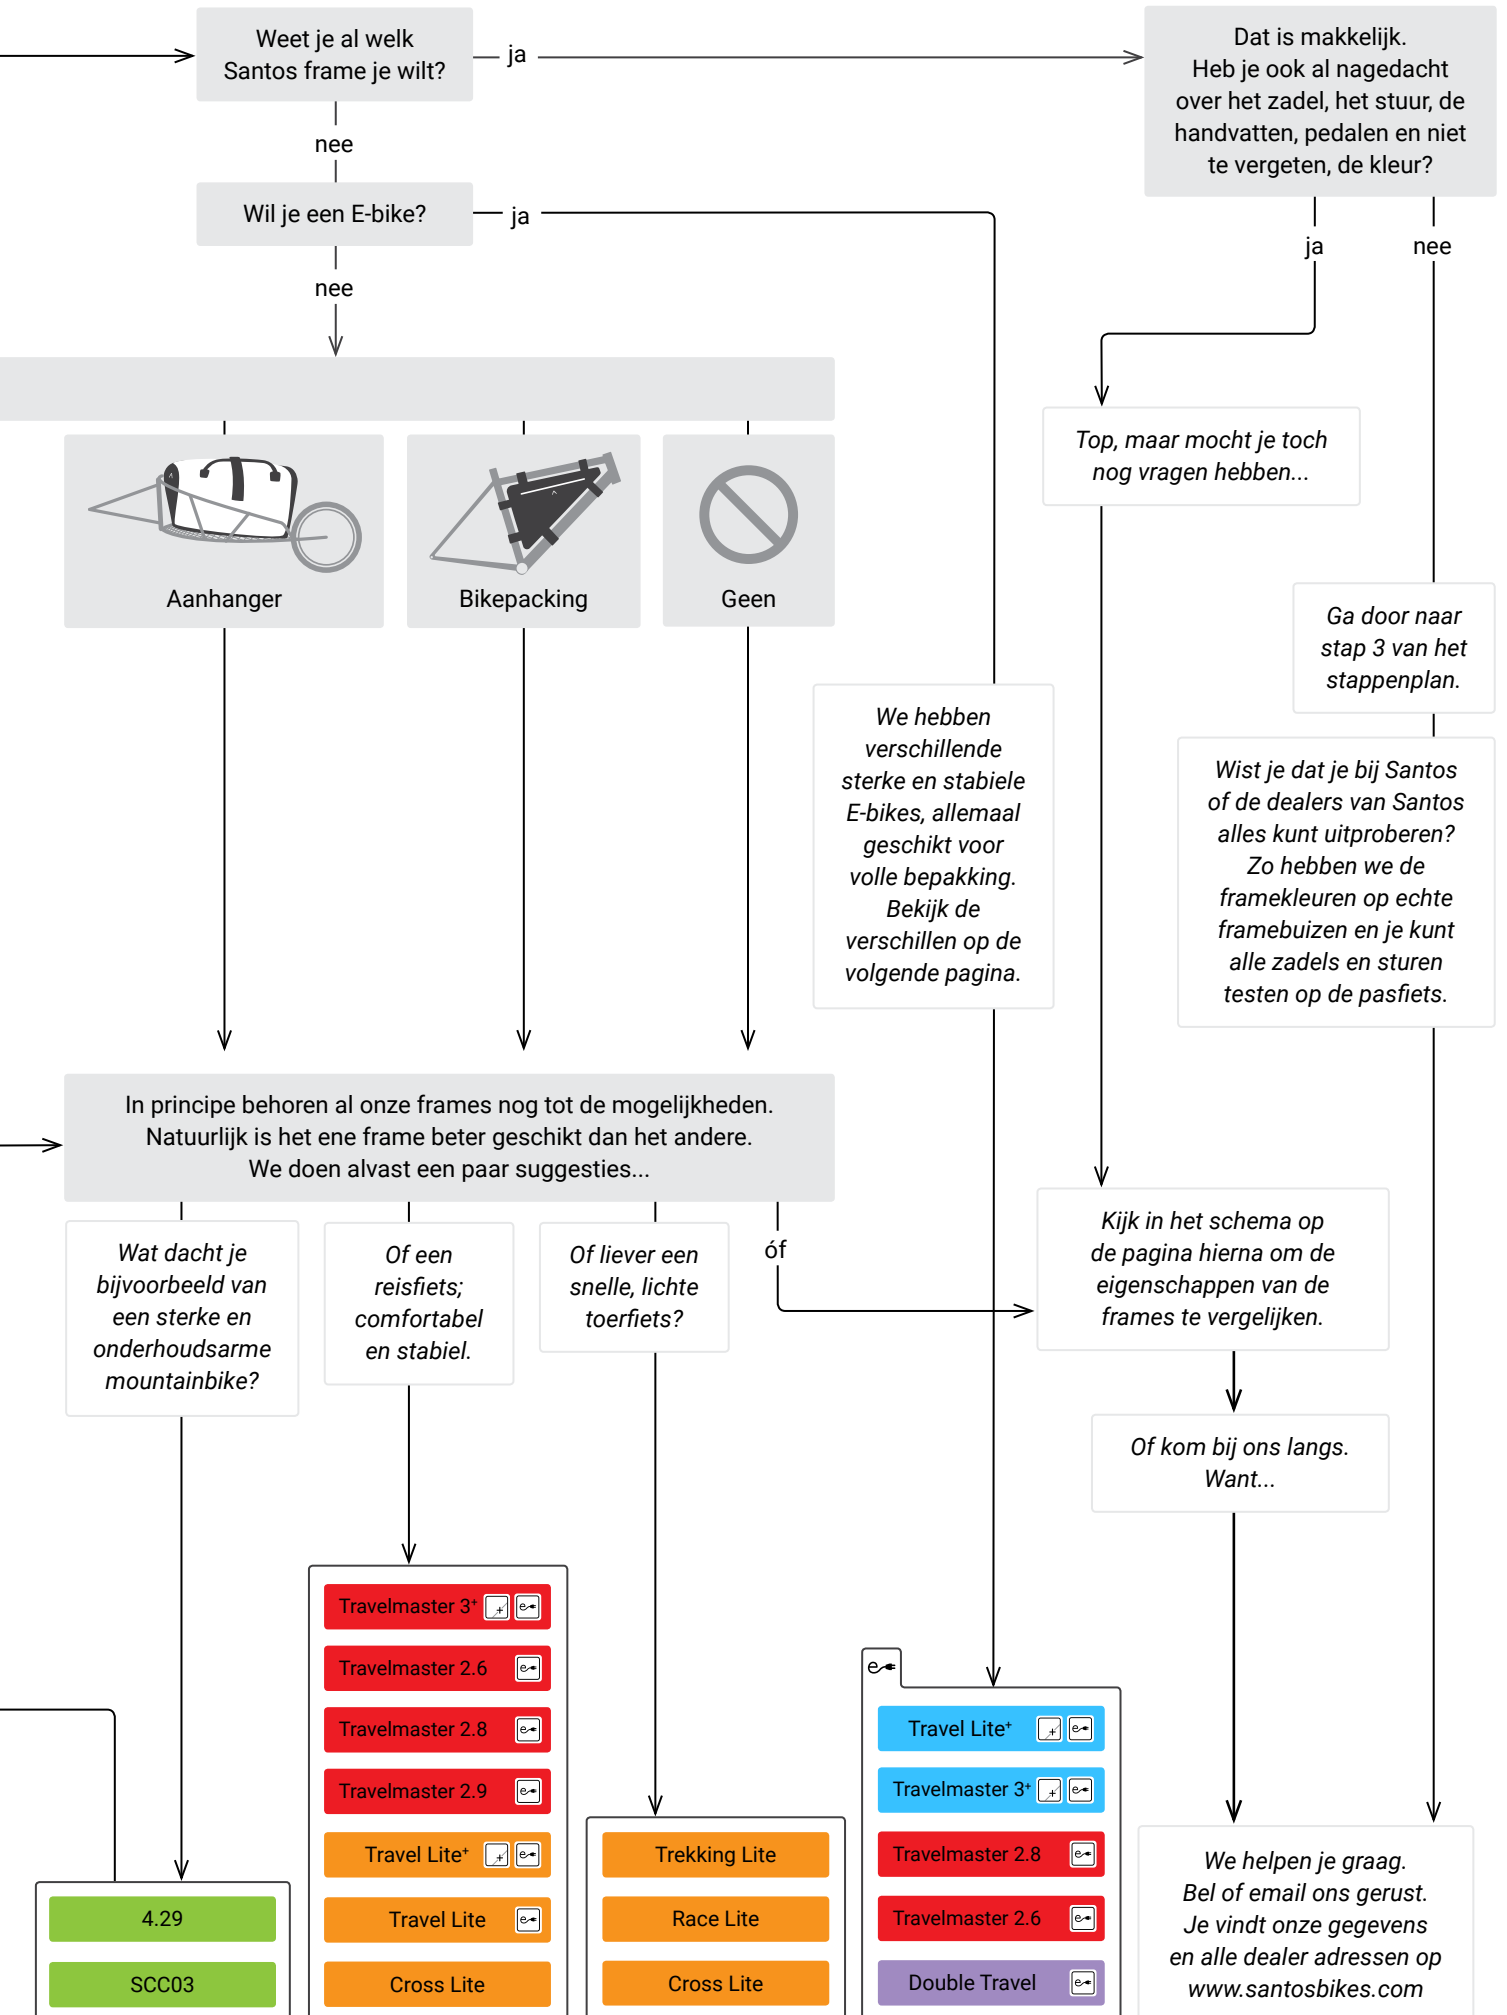 Weet je al welk
Santos frame je wilt?
ja
Dat is makkelijk.
Heb je ook al nagedacht
over het zadel, het stuur, de
handvatten, pedalen en niet
te vergeten, de kleur?
nee
Wil je een E-bike?
ja
nee
ja
nee
Top, maar mocht je toch
nog vragen hebben...
Aanhanger
Bikepacking
Geen
Ga door naar
stap 3 van het
stappenplan.
We hebben
verschillende
sterke en stabiele
E-bikes, allemaal
geschikt voor
volle bepakking.
Bekijk de
verschillen op de
volgende pagina.
Wist je dat je bij Santos
of de dealers van Santos
alles kunt uitproberen?
Zo hebben we de
framekleuren op echte
framebuizen en je kunt
alle zadels en sturen
testen op de pasfiets.
In principe behoren al onze frames nog tot de mogelijkheden.
Natuurlijk is het ene frame beter geschikt dan het andere.
We doen alvast een paar suggesties...
Wat dacht je
bijvoorbeeld van
een sterke en
onderhoudsarme
mountainbike?
Of een
reisfiets;
comfortabel
en stabiel.
Of liever een
snelle, lichte
toerfiets?
óf
Kijk in het schema op
de pagina hierna om de
eigenschappen van de
frames te vergelijken.
Of kom bij ons langs.
Want...
4.29
SCC03
Travelmaster 3⁺ + e
Travelmaster 2.6 e
Travelmaster 2.8 e
Travelmaster 2.9 e
Travel Lite⁺ + e
Travel Lite e
Cross Lite
Trekking Lite
Race Lite
Cross Lite
e
Travel Lite⁺ + e
Travelmaster 3⁺ + e
Travelmaster 2.8 e
Travelmaster 2.6 e
Double Travel e
We helpen je graag.
Bel of email ons gerust.
Je vindt onze gegevens
en alle dealer adressen op
www.santosbikes.com